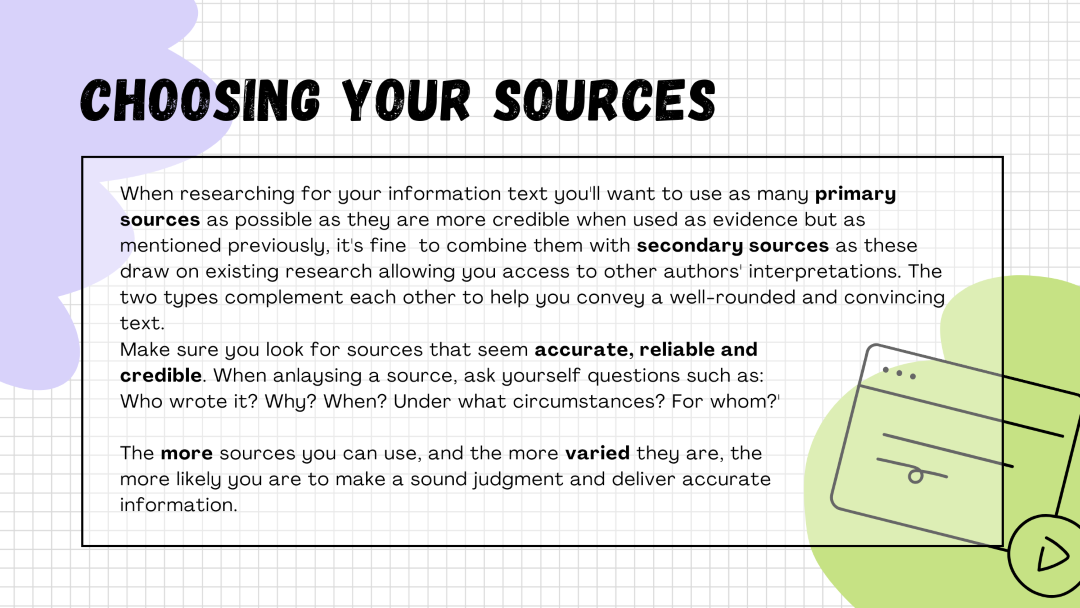 CHOOSING YOUR SOURCES
When researching for your information text you'll want to use as many primary
sources as possible as they are more credible when used as evidence but as
mentioned previously, it's fine  to combine them with secondary sources as these
draw on existing research allowing you access to other authors' interpretations. The
two types complement each other to help you convey a well-rounded and convincing
text.
Make sure you look for sources that seem accurate, reliable and
credible. When anlaysing a source, ask yourself questions such as:
Who wrote it? Why? When? Under what circumstances? For whom?'
The more sources you can use, and the more varied they are, the
more likely you are to make a sound judgment and deliver accurate
information.